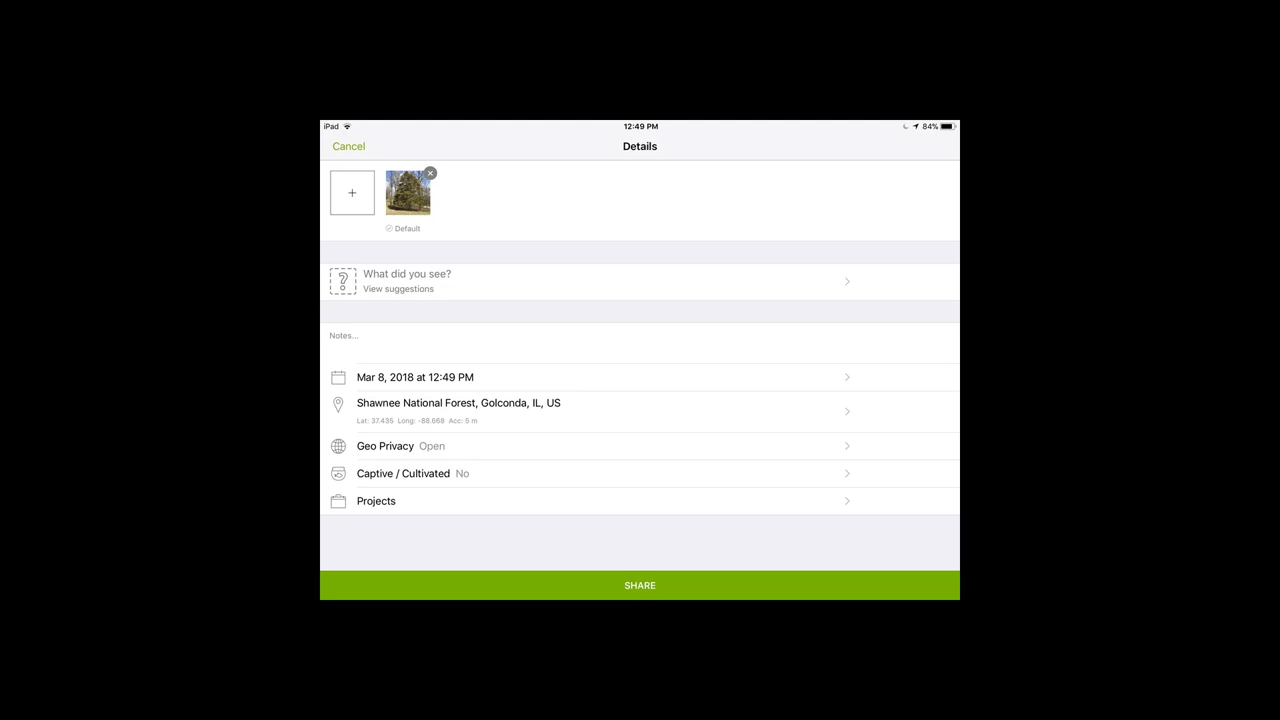 iPad 12:49 PM 84%
Cancel Details
+
Default
? What did you see?
View suggestions
Notes...
Mar 8, 2018 at 12:49 PM
Shawnee National Forest, Golconda, IL, US
Lat: 37.435 Long: -88.668 Acc: 5 m
Geo Privacy Open
Captive / Cultivated No
Projects
SHARE